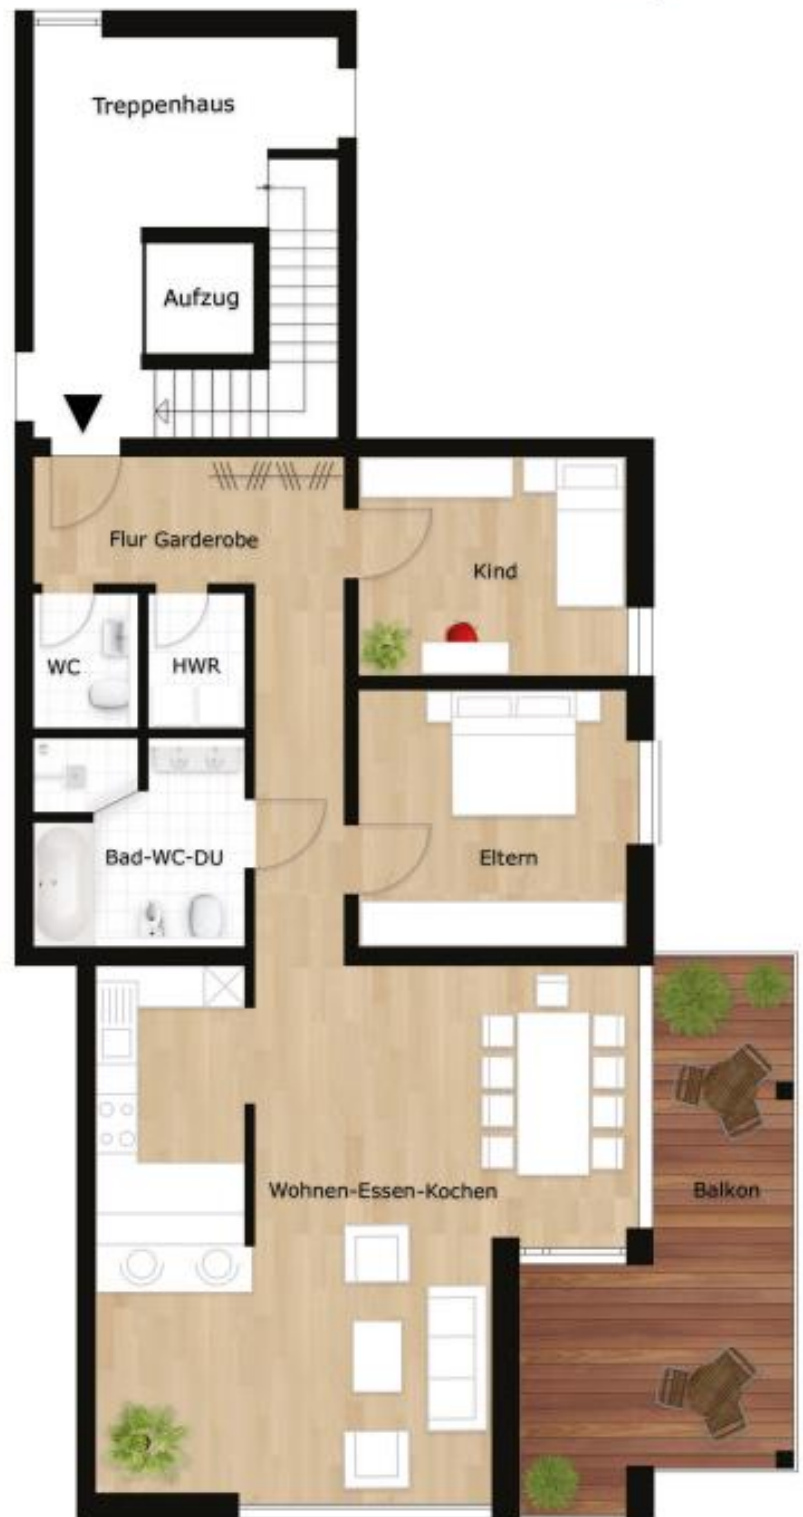 Treppenhaus
Aufzug
Flur Garderobe
Kind
WC
HWR
Bad-WC-DU
Eltern
Wohnen-Essen-Kochen
Balkon